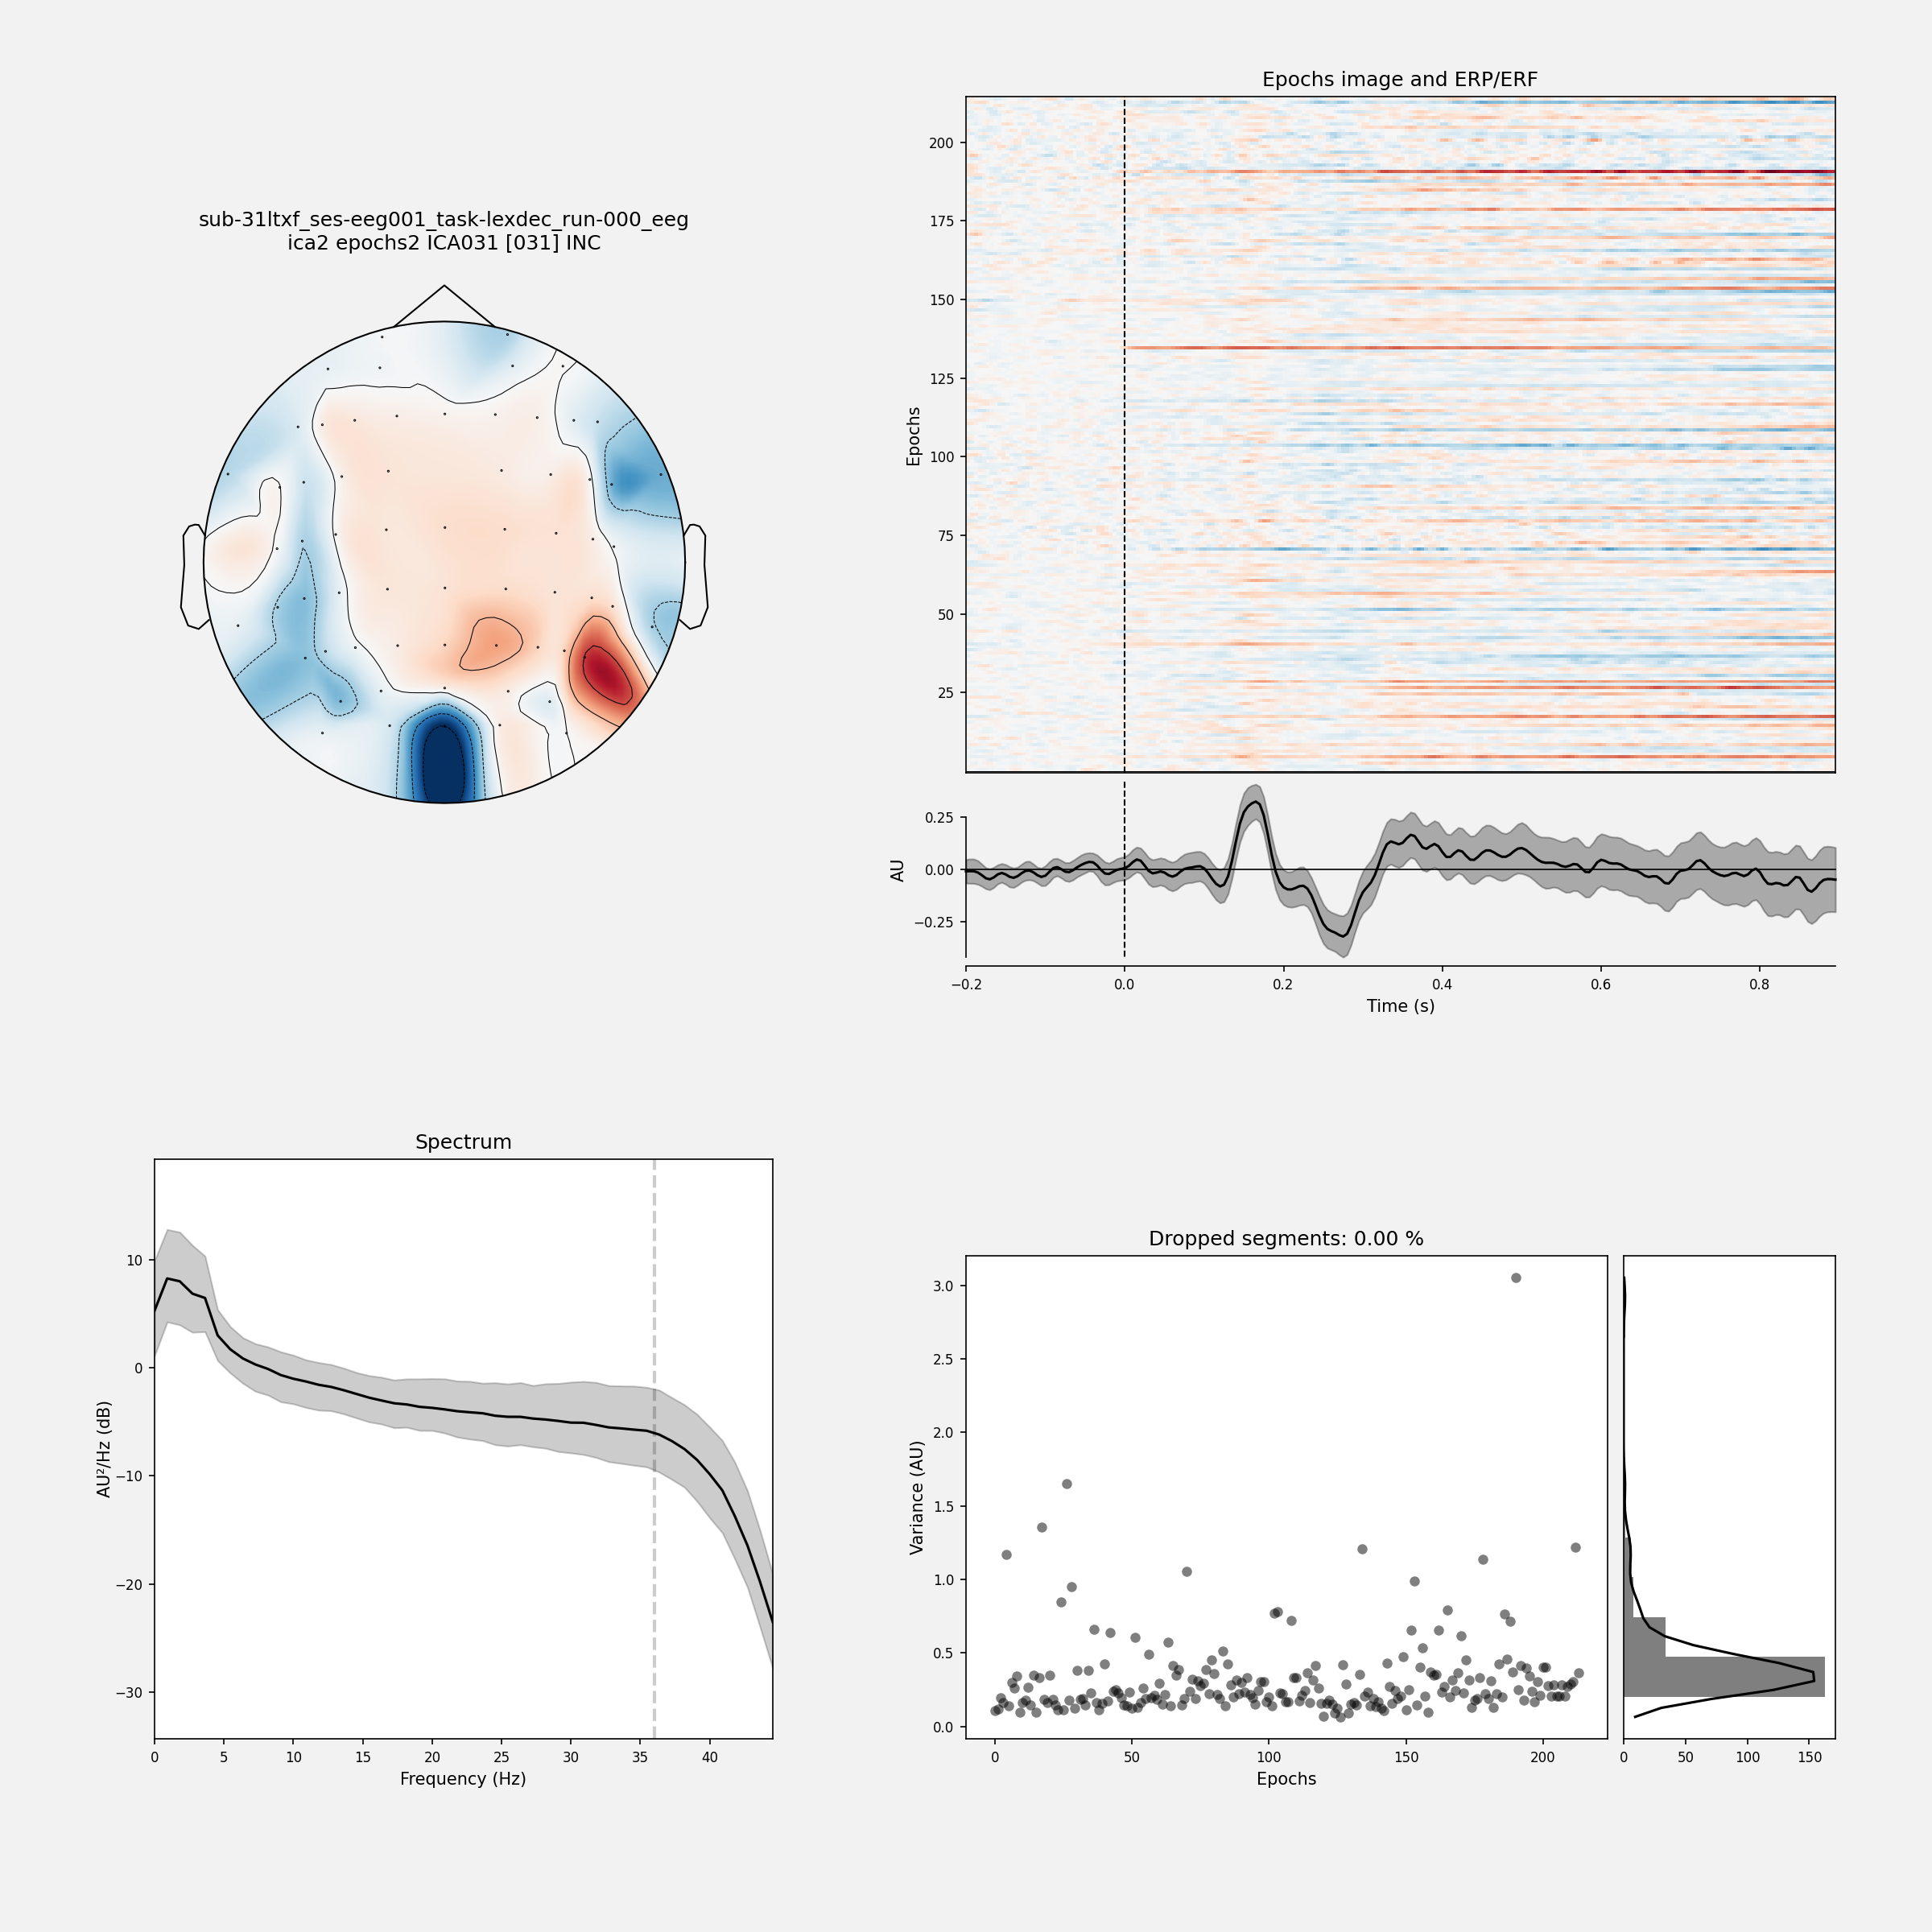 sub-31ltxf_ses-eeg001_task-lexdec_run-000_eeg
ica2 epochs2 ICA031 [031] INC
Epochs image and ERP/ERF
200
175
150
125
100
75
50
25
Epochs
0.25
0.00
−0.25
AU
−0.2 0.0 0.2 0.4 0.6 0.8
Time (s)
Spectrum
10
0
−10
−20
−30
AU²/Hz (dB)
0 5 10 15 20 25 30 35 40
Frequency (Hz)
Dropped segments: 0.00 %
3.0
2.5
2.0
1.5
1.0
0.5
0.0
Variance (AU)
0 50 100 150 200
Epochs
0 50 100 150